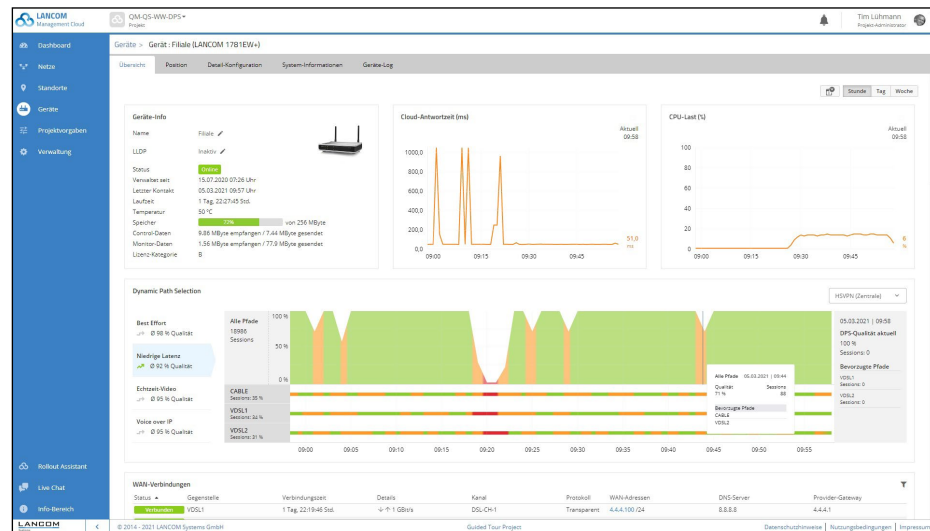 LANCOM
Management Cloud
QM-QS-WW-DPS
Projekt
Tim Lühmann
Projekt-Administrator
Dashboard
Netze
Standorte
Geräte
Projektvorgaben
Verwaltung
Rollout Assistant
Live Chat
Info-Bereich
LANCOM
Geräte > Gerät : Filiale (LANCOM 1781EW+)
Übersicht Position Detail-Konfiguration System-Informationen Geräte-Log
Stunde Tag Woche
Geräte-Info
Name Filiale
LLDP Inaktiv
Status Online
Verwaltet seit 15.07.2020 07:26 Uhr
Letzter Kontakt 05.03.2021 09:57 Uhr
Laufzeit 1 Tag, 22:27:45 Std.
Temperatur 50 °C
Speicher 72% von 256 MByte
Control-Daten 9.86 MByte empfangen / 7.44 MByte gesendet
Monitor-Daten 1.56 MByte empfangen / 77.9 MByte gesendet
Lizenz-Kategorie B
Cloud-Antwortzeit (ms)
Aktuell
09:58
1000,0
800,0
600,0
400,0
200,0
0,0
51,0
ms
09:00 09:15 09:30 09:45
CPU-Last (%)
Aktuell
09:58
100
80
60
40
20
0
6
%
09:00 09:15 09:30 09:45
Dynamic Path Selection
HSVPN (Zentrale)
Best Effort
Ø 98 % Qualität
Niedrige Latenz
Ø 92 % Qualität
Echtzeit-Video
Ø 95 % Qualität
Voice over IP
Ø 95 % Qualität
Alle Pfade
18986
Sessions
100 %
50 %
0 %
CABLE
Sessions: 35 %
VDSL1
Sessions: 34 %
VDSL2
Sessions: 31 %
09:00 09:05 09:10 09:15 09:20 09:25 09:30 09:35 09:40 09:45 09:50 09:55
Alle Pfade 05.03.2021 | 09:44
Qualität Sessions
71 % 88
Bevorzugte Pfade
CABLE
VDSL2
05.03.2021 | 09:58
DPS-Qualität aktuell
100 %
Sessions: 0
Bevorzugte Pfade
VDSL1
Sessions: 0
VDSL2
Sessions: 0
WAN-Verbindungen
Status Gegenstelle Verbindungszeit Details Kanal Protokoll WAN-Adressen DNS-Server Provider-Gateway
Verbunden VDSL1 1 Tag, 22:19:46 Std. 1 GBit/s DSL-CH-1 Transparent 4.4.4.100 /24 8.8.8.8 4.4.4.1
© 2014 - 2021 LANCOM Systems GmbH Guided Tour Project Datenschutzhinweise | Nutzungsbedingungen | Impressum